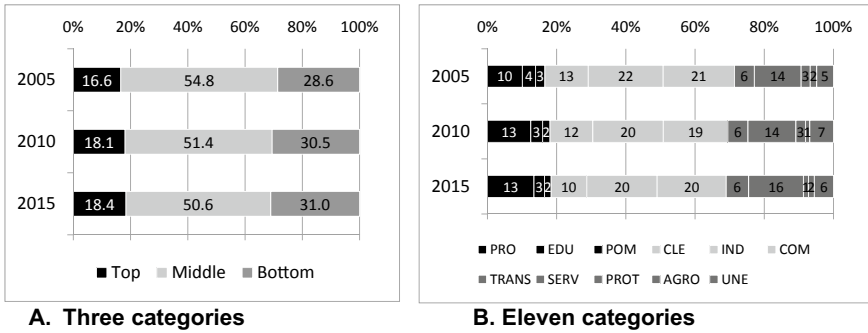 0% 20% 40% 60% 80% 100%
2005 16.6 54.8 28.6
2010 18.1 51.4 30.5
2015 18.4 50.6 31.0
Top Middle Bottom
A. Three categories
0% 20% 40% 60% 80% 100%
2005 10 4 3 13 22 21 6 14 3 2 5
2010 13 3 2 12 20 19 6 14 3 1 7
2015 13 3 2 10 20 20 6 16 1 2 6
PRO EDU POM CLE IND COM
TRANS SERV PROT AGRO UNE
B. Eleven categories